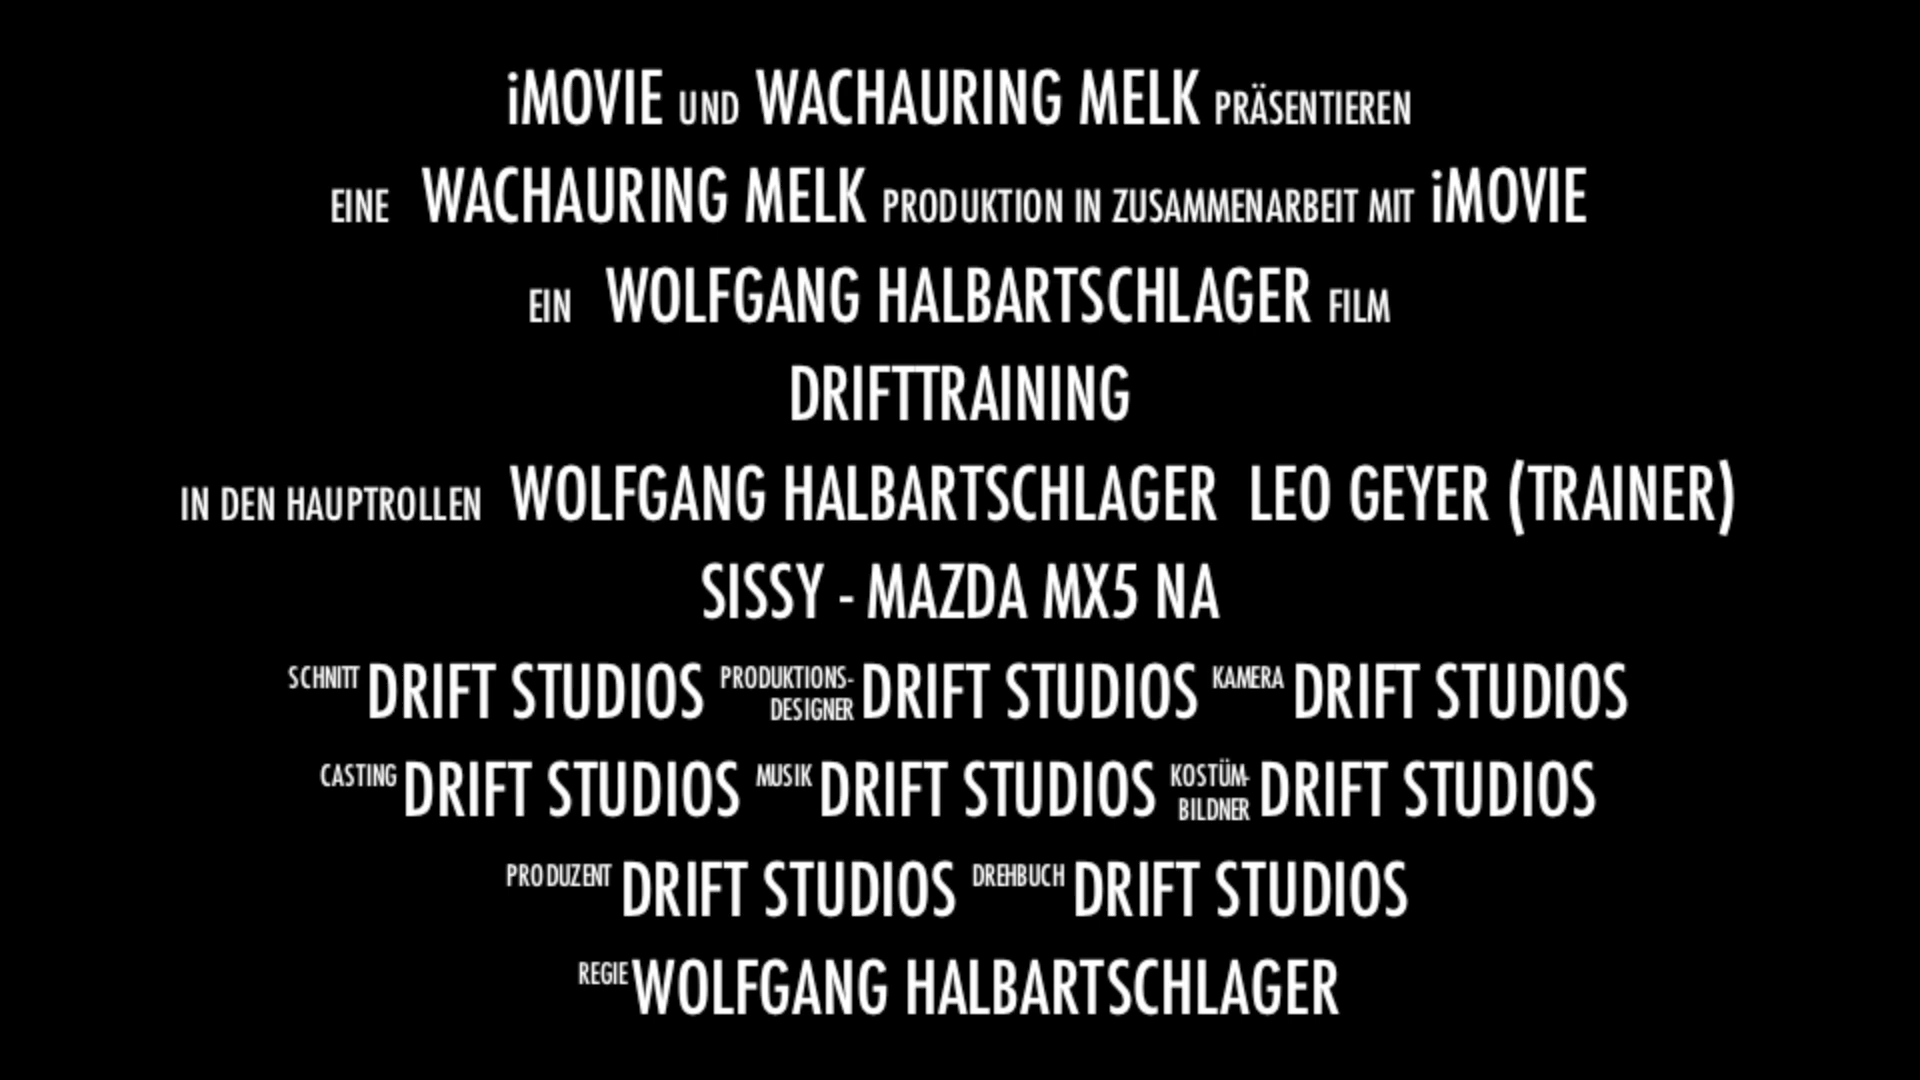 iMOVIE UND WACHAURING MELK PRÄSENTIEREN
EINE WACHAURING MELK PRODUKTION IN ZUSAMMENARBEIT MIT iMOVIE
EIN WOLFGANG HALBARTSCHLAGER FILM
DRIFTTRAINING
IN DEN HAUPTROLLEN WOLFGANG HALBARTSCHLAGER LEO GEYER (TRAINER)
SISSY - MAZDA MX5 NA
SCHNITT DRIFT STUDIOS PRODUKTIONS-DESIGNER DRIFT STUDIOS KAMERA DRIFT STUDIOS
CASTING DRIFT STUDIOS MUSIK DRIFT STUDIOS KOSTÜM-BILDNER DRIFT STUDIOS
PRODUZENT DRIFT STUDIOS DREHBUCH DRIFT STUDIOS
REGIE WOLFGANG HALBARTSCHLAGER